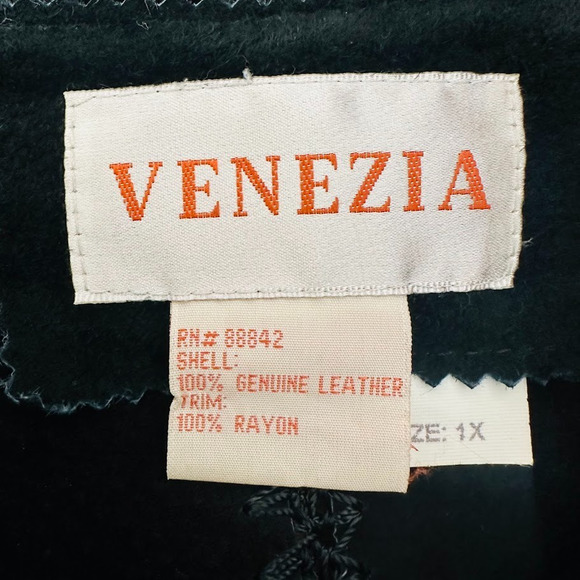 VENEZIA
RN# 88842
SHELL:
100% GENUINE LEATHER
TRIM:
100% RAYON
ZE: 1X